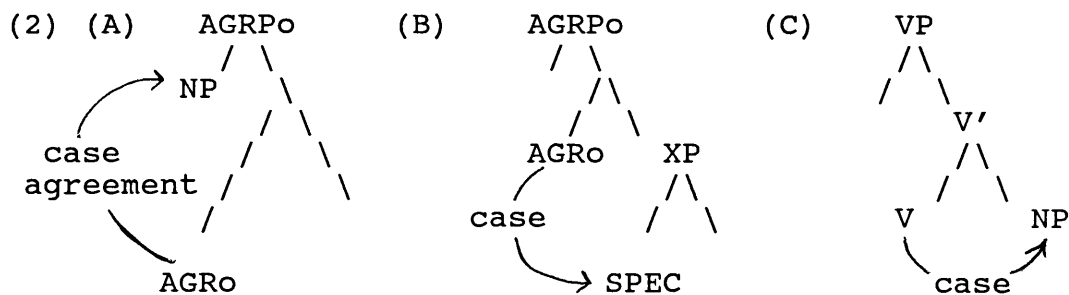 (2) (A) AGRPo (B) AGRPo (C) VP
NP
V'
case AGRo XP
agreement
case V NP
AGRo SPEC case